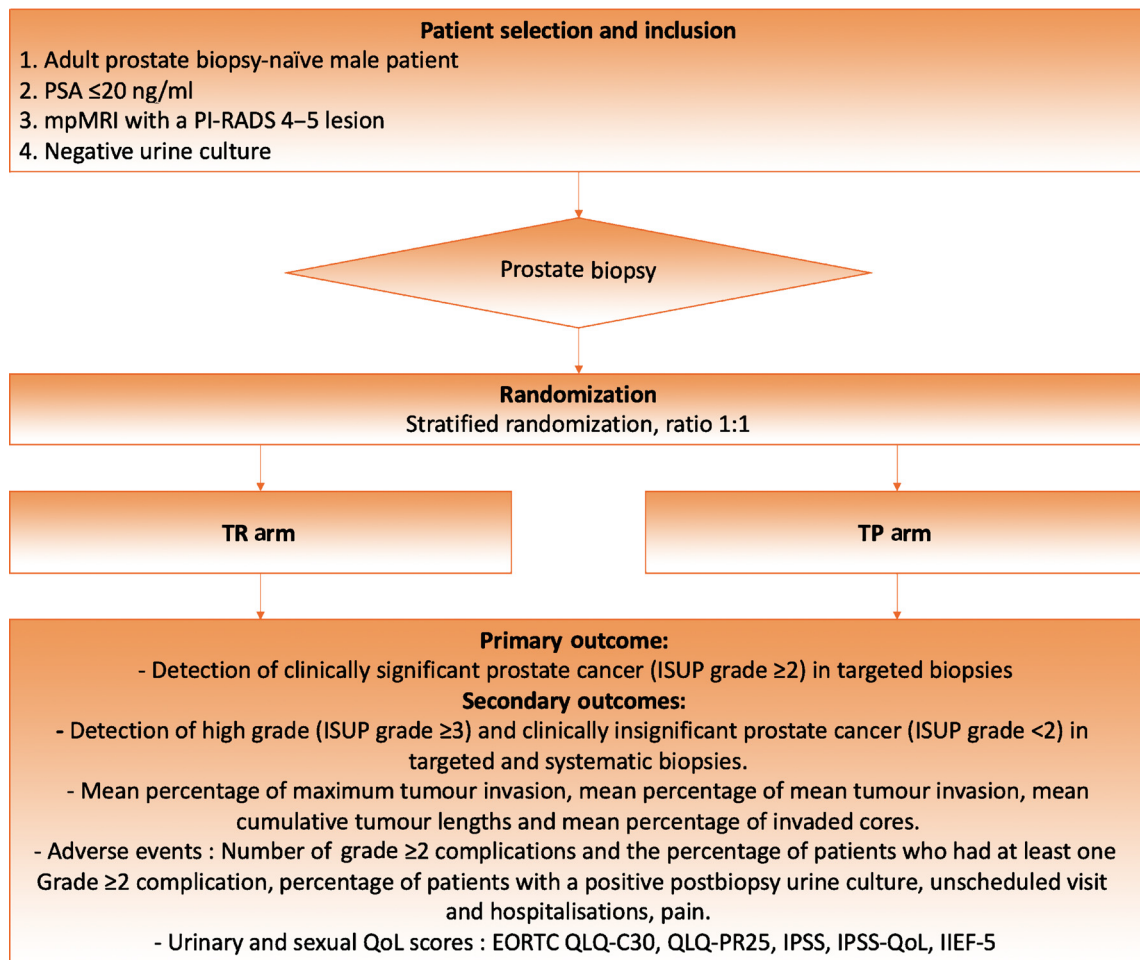 Patient selection and inclusion
1. Adult prostate biopsy-naïve male patient
2. PSA ≤20 ng/ml
3. mpMRI with a PI-RADS 4–5 lesion
4. Negative urine culture
Prostate biopsy
Randomization
Stratified randomization, ratio 1:1
TR arm
TP arm
Primary outcome:
- Detection of clinically significant prostate cancer (ISUP grade ≥2) in targeted biopsies
Secondary outcomes:
- Detection of high grade (ISUP grade ≥3) and clinically insignificant prostate cancer (ISUP grade <2) in
targeted and systematic biopsies.
- Mean percentage of maximum tumour invasion, mean percentage of mean tumour invasion, mean
cumulative tumour lengths and mean percentage of invaded cores.
- Adverse events : Number of grade ≥2 complications and the percentage of patients who had at least one
Grade ≥2 complication, percentage of patients with a positive postbiopsy urine culture, unscheduled visit
and hospitalisations, pain.
- Urinary and sexual QoL scores : EORTC QLQ-C30, QLQ-PR25, IPSS, IPSS-QoL, IIEF-5